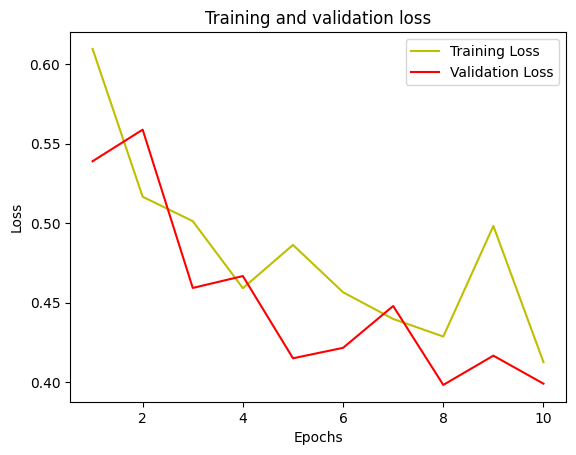 Training and validation loss
Training Loss
Validation Loss
0.60
0.55
0.50
0.45
0.40
Loss
2
4
6
8
10
Epochs